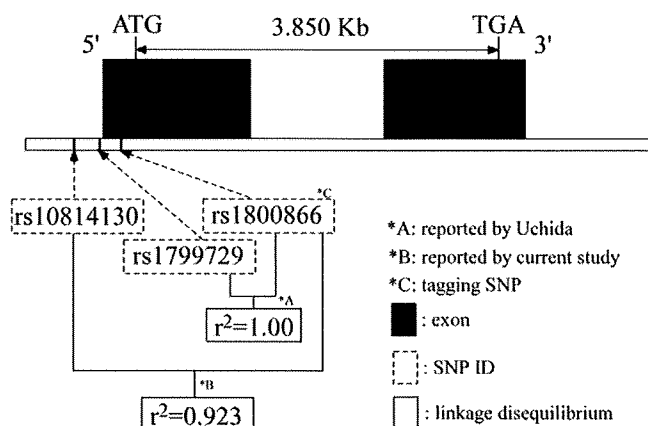 ATG
3.850 Kb
TGA
5'
3'
*C
rs10814130
rs1800866
rs1799729
*A
r²=1.00
*B
r²=0.923
*A: reported by Uchida
*B: reported by current study
*C: tagging SNP
: exon
: SNP ID
: linkage disequilibrium